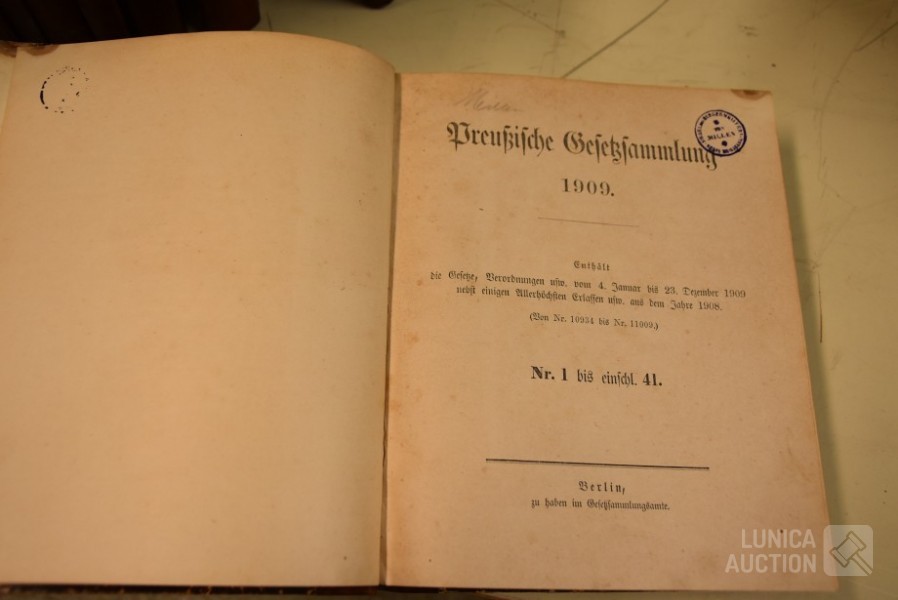 Preußische Gesetzsammlung
1909.
Enthält
die Gesetze, Verordnungen usw. vom 4. Januar bis 23. Dezember 1909
nebst einigen Allerhöchsten Erlassen usw. aus dem Jahre 1908.
(Von Nr. 10934 bis Nr. 11009.)
Nr. 1 bis einschl. 41.
Berlin,
zu haben im Gesetzsammlungsamte.
LUNICA
AUCTION